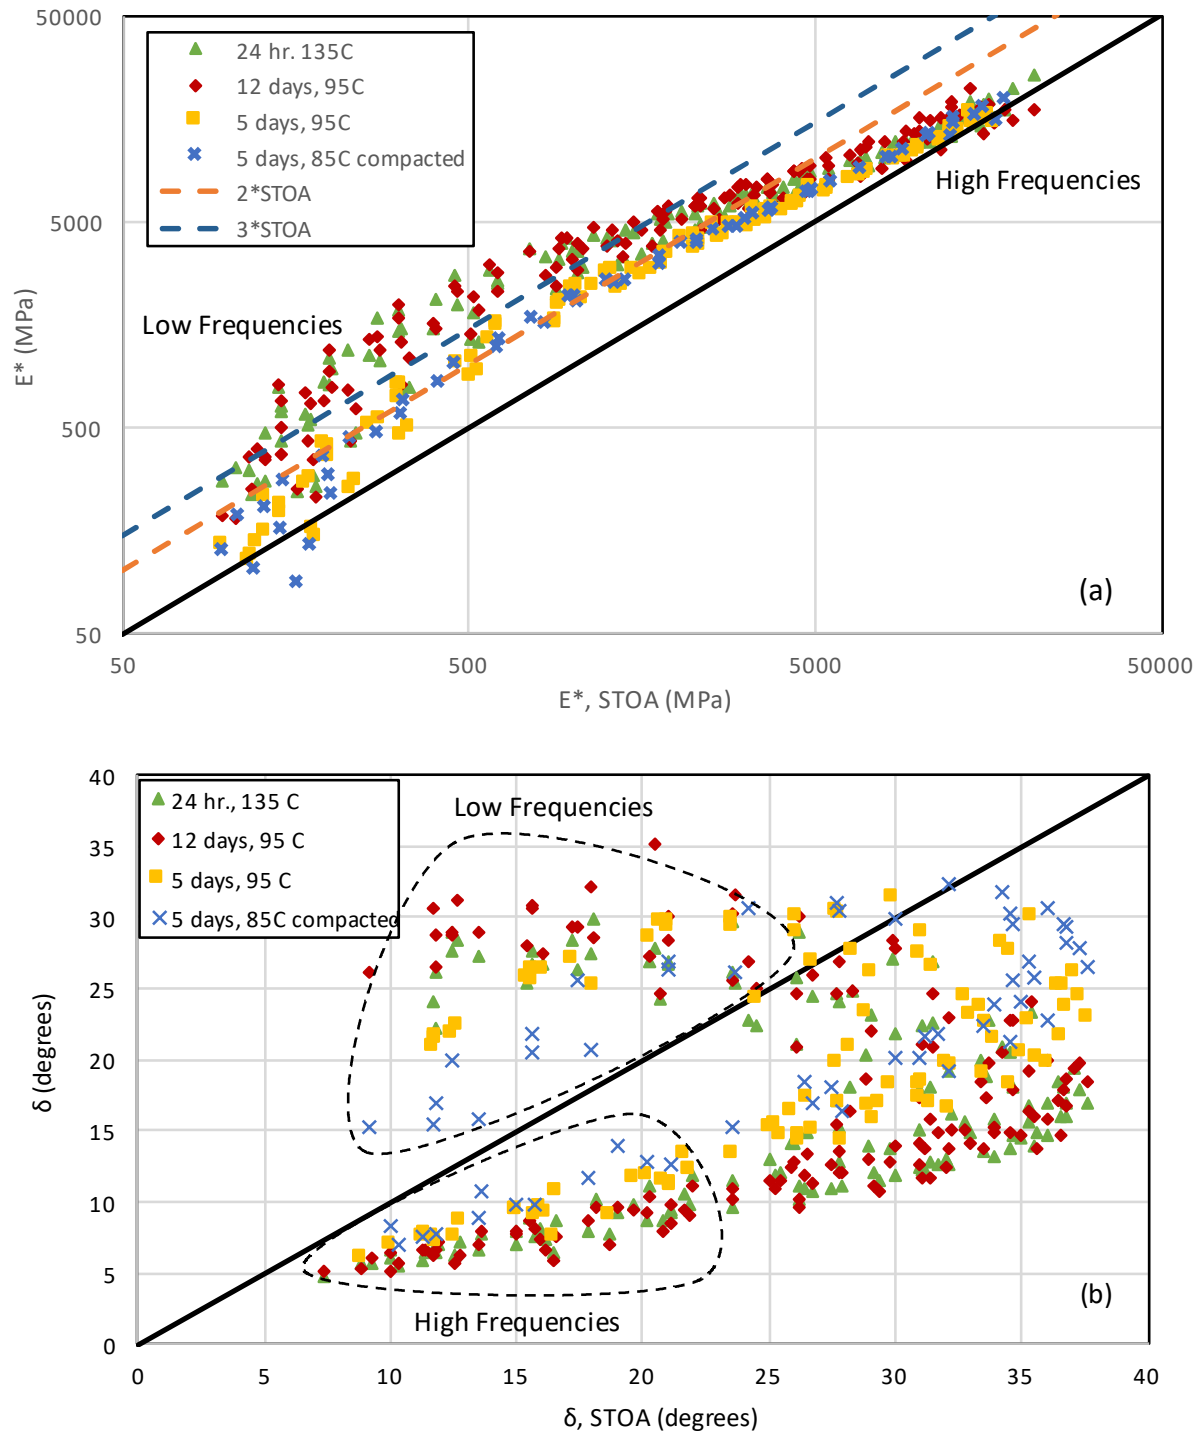 50000
5000
500
50
E* (MPa)
24 hr. 135C
12 days, 95C
5 days, 95C
5 days, 85C compacted
2*STOA
3*STOA
High Frequencies
Low Frequencies
(a)
50 500 5000 50000
E*, STOA (MPa)
40
35
30
25
20
15
10
5
0
δ (degrees)
24 hr., 135 C
12 days, 95 C
5 days, 95 C
5 days, 85C compacted
Low Frequencies
High Frequencies
(b)
0 5 10 15 20 25 30 35 40
δ, STOA (degrees)